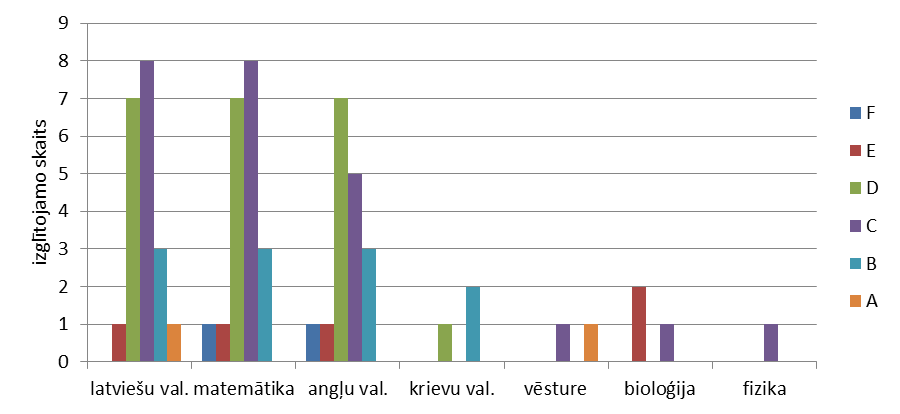 9
8
7
6
5
4
3
2
1
0
izglītojamo skaits
latviešu val. matemātika angļu val. krievu val. vēsture bioloģija fizika
F
E
D
C
B
A